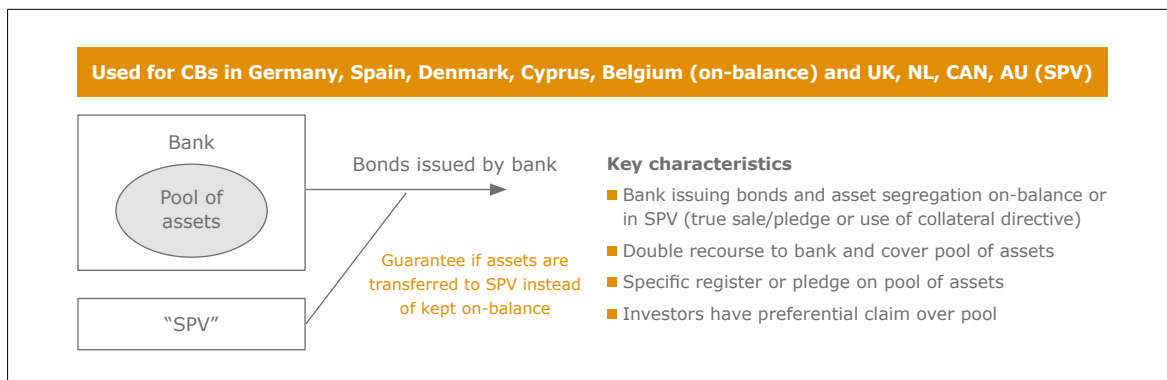 Used for CBs in Germany, Spain, Denmark, Cyprus, Belgium (on-balance) and UK, NL, CAN, AU (SPV)
Bank
Pool of
assets
"SPV"
Bonds issued by bank
Guarantee if assets are
transferred to SPV instead
of kept on-balance
Key characteristics
Bank issuing bonds and asset segregation on-balance or
in SPV (true sale/pledge or use of collateral directive)
Double recourse to bank and cover pool of assets
Specific register or pledge on pool of assets
Investors have preferential claim over pool